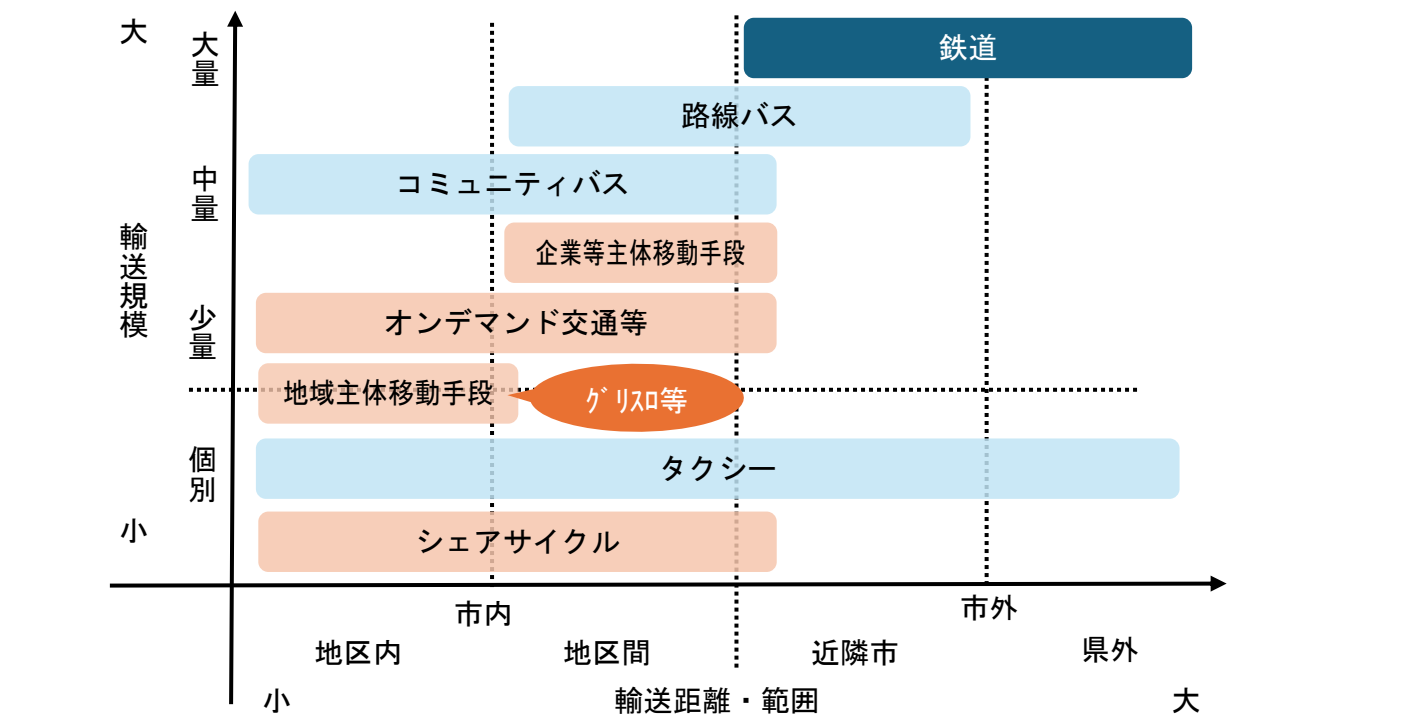 大
大量
鉄道
路線バス
中量
コミュニティバス
輸送規模
企業等主体移動手段
少量
オンデマンド交通等
地域主体移動手段
ｸﾞﾘｽﾛ等
個別
タクシー
小
シェアサイクル
市内
市外
地区内
地区間
近隣市
県外
小
輸送距離・範囲
大